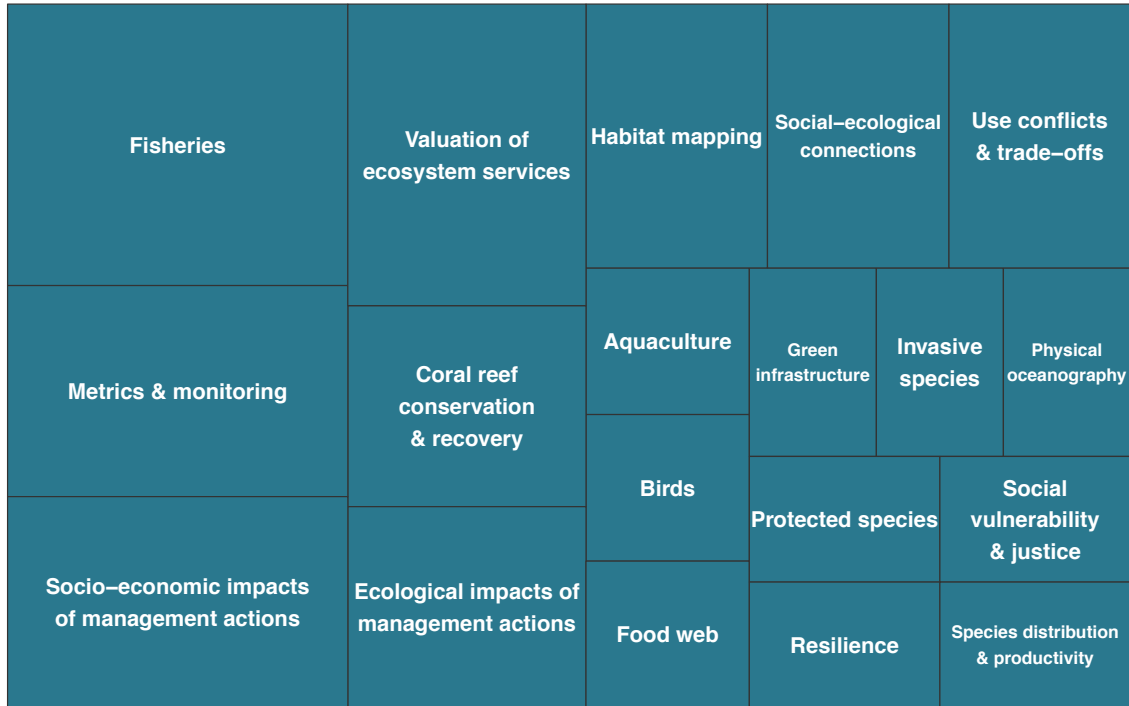 Fisheries
Metrics & monitoring
Socio–economic impacts
of management actions
Valuation of
ecosystem services
Coral reef
conservation
& recovery
Ecological impacts of
management actions
Habitat mapping
Social–ecological
connections
Use conflicts
& trade–offs
Aquaculture
Birds
Food web
Green
infrastructure
Invasive
species
Physical
oceanography
Protected species
Social
vulnerability
& justice
Resilience
Species distribution
& productivity